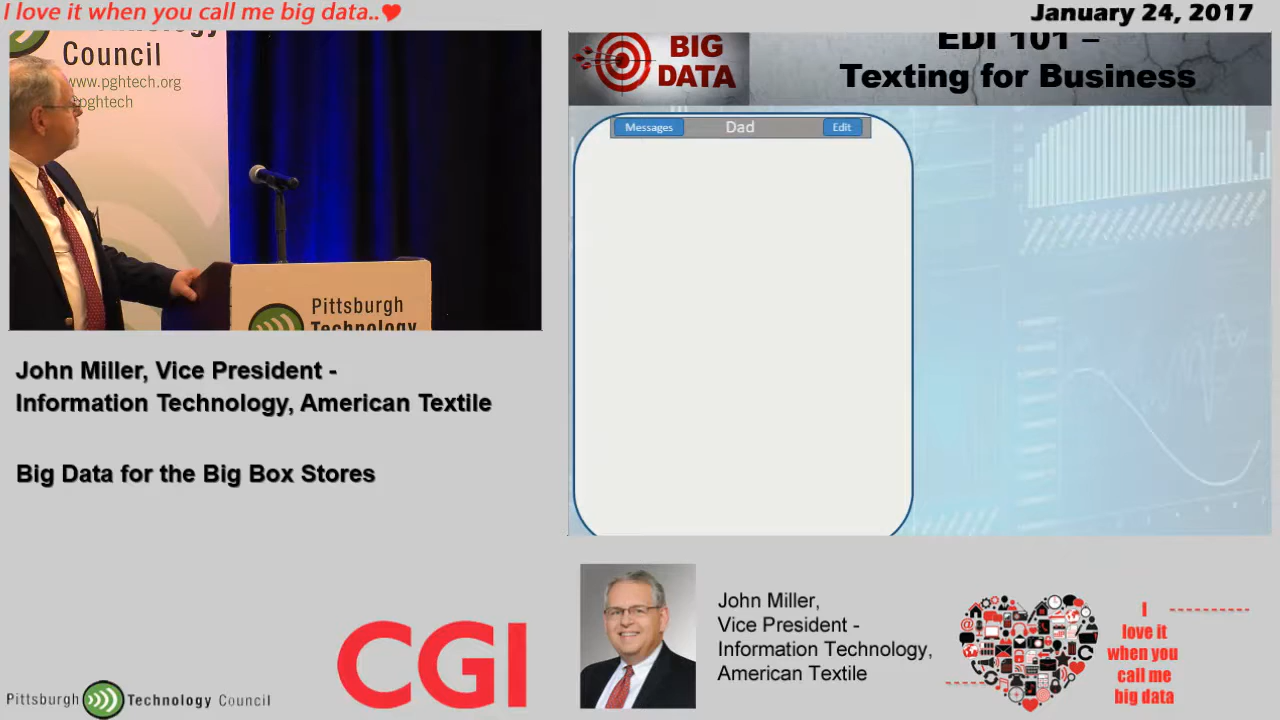 I love it when you call me big data..
January 24, 2017
Council
www.pghtech.org
pghtech
Pittsburgh
Technology
BIG
DATA
EDI 101 –
Texting for Business
Messages
Dad
Edit
John Miller, Vice President -
Information Technology, American Textile
Big Data for the Big Box Stores
Pittsburgh Technology Council
CGI
John Miller,
Vice President -
Information Technology,
American Textile
I
love it
when you
call me
big data